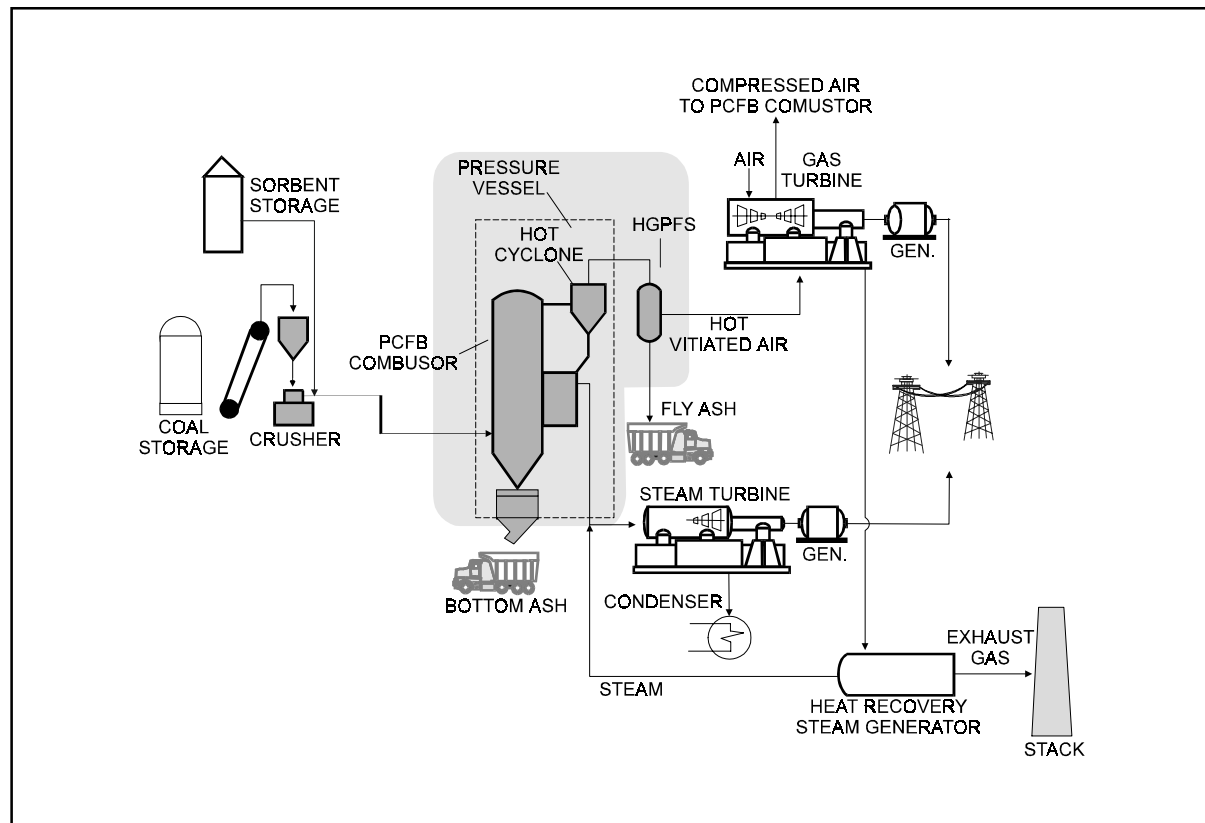 COMPRESSED AIR
TO PCFB COMUSTOR
AIR
GAS
TURBINE
GEN.
PRESSURE
VESSEL
HGPFS
SORBENT
STORAGE
HOT
CYCLONE
HOT
VITIATED AIR
PCFB
COMBUSOR
COAL
STORAGE
CRUSHER
FLY ASH
STEAM TURBINE
GEN.
BOTTOM ASH
CONDENSER
STEAM
EXHAUST
GAS
HEAT RECOVERY
STEAM GENERATOR
STACK